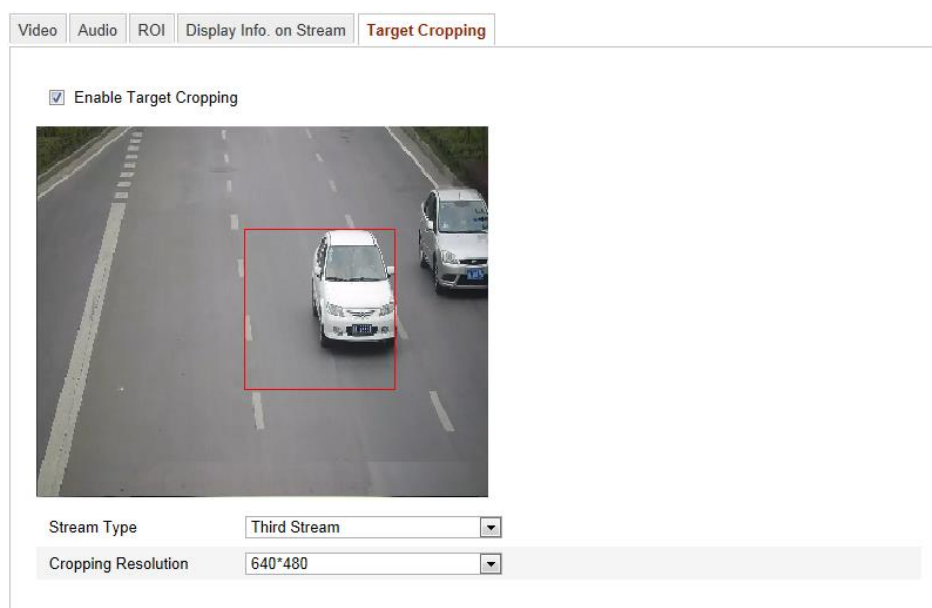 Video Audio ROI Display Info. on Stream Target Cropping
Enable Target Cropping
Stream Type Third Stream
Cropping Resolution 640*480